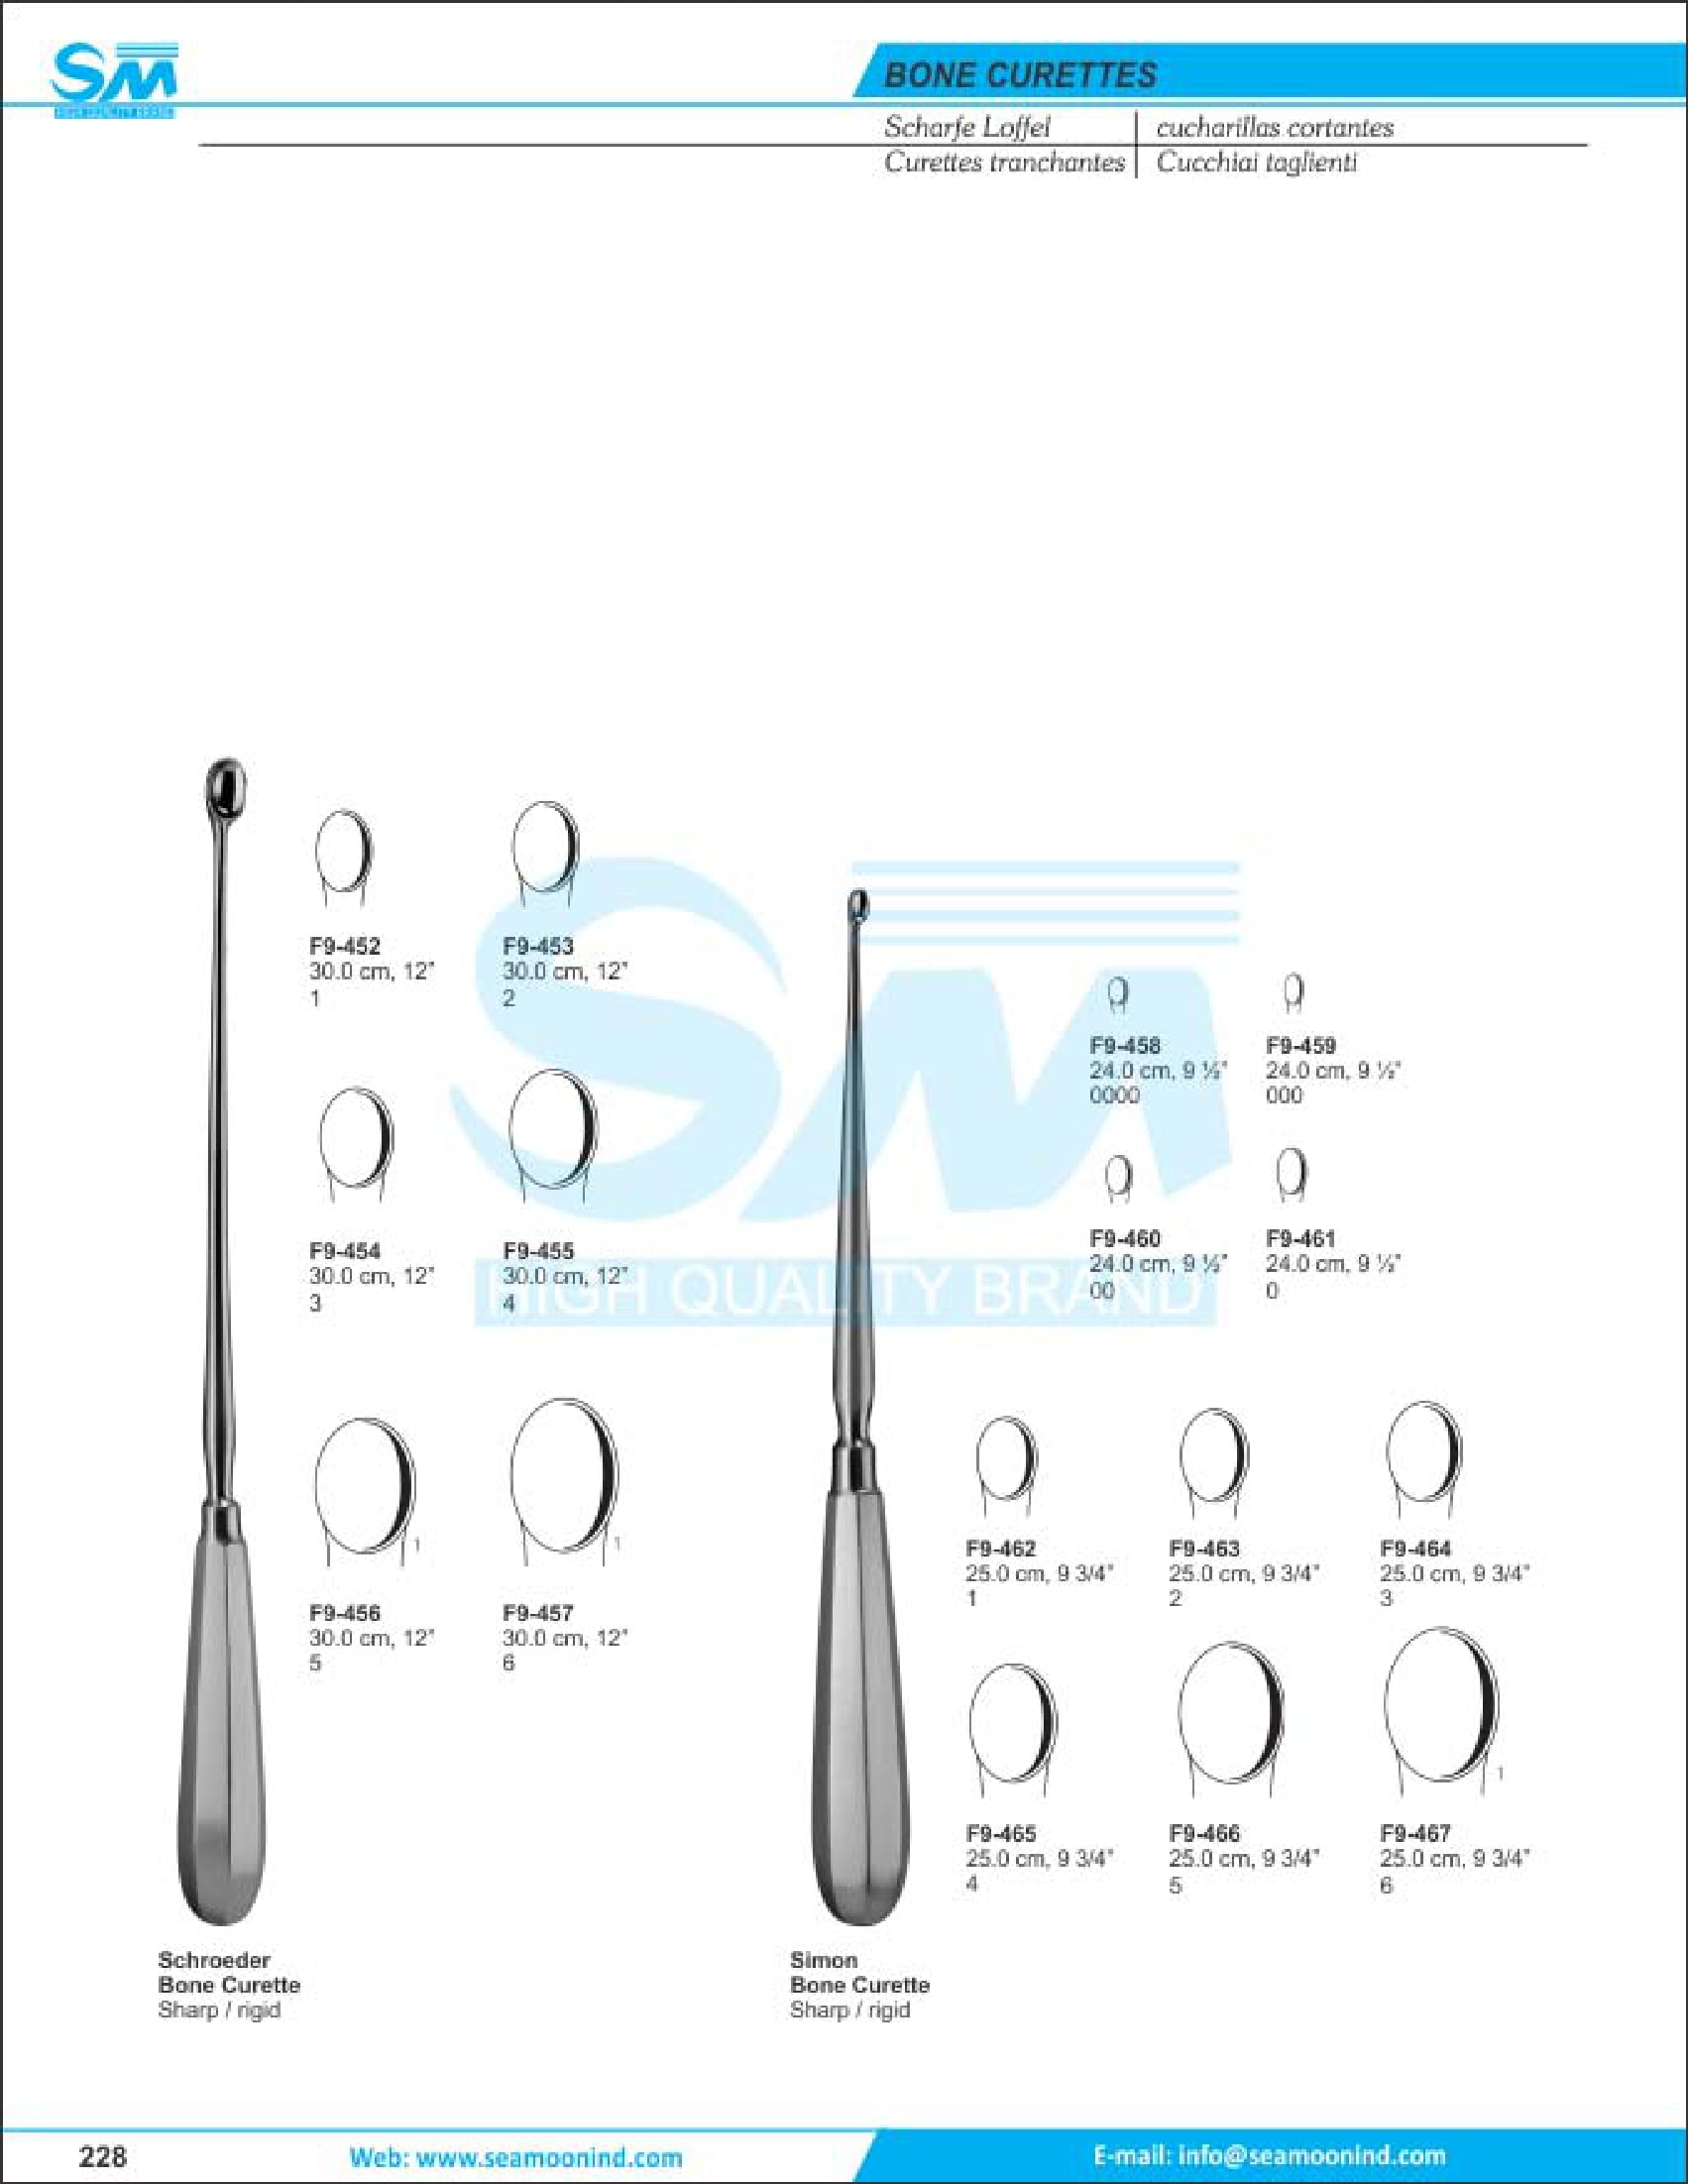 SM
BONE CURETTES
Scharfe Loffel
cucharillas cortantes
Curettes tranchantes
Cucchiai taglienti
F9-452
30.0 cm, 12"
1
F9-453
30.0 cm, 12"
2
F9-454
30.0 cm, 12"
3
F9-455
30.0 cm, 12"
4
F9-456
30.0 cm, 12"
5
F9-457
30.0 cm, 12"
6
1
1
Schroeder
Bone Curette
Sharp / rigid
SM
HIGH QUALITY BRAND
F9-458
24.0 cm, 9 ½"
0000
F9-459
24.0 cm, 9 ½"
000
F9-460
24.0 cm, 9 ½"
00
F9-461
24.0 cm, 9 ½"
0
F9-462
25.0 cm, 9 3/4"
1
F9-463
25.0 cm, 9 3/4"
2
F9-464
25.0 cm, 9 3/4"
3
F9-465
25.0 cm, 9 3/4"
4
F9-466
25.0 cm, 9 3/4"
5
1
F9-467
25.0 cm, 9 3/4"
6
Simon
Bone Curette
Sharp / rigid
228
Web: www.seamoonind.com
E-mail: info@seamoonind.com